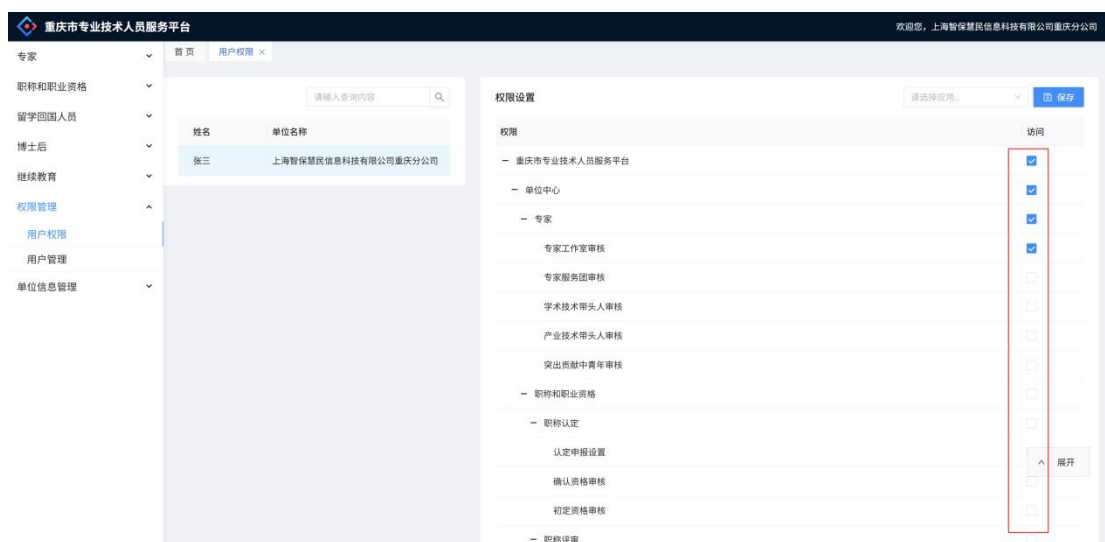 重庆市专业技术人员服务平台
欢迎您，上海智保慧民信息科技有限公司重庆分公司
专家
职称和职业资格
留学回国人员
博士后
继续教育
权限管理
用户权限
用户管理
单位信息管理
首页 用户权限 ×
请输入查询内容
姓名 单位名称
张三 上海智保慧民信息科技有限公司重庆分公司
权限设置 请选择应用... 保存
权限 访问
重庆市专业技术人员服务平台
单位中心
专家
专家工作室审核
专家服务团审核
学术技术带头人审核
产业技术带头人审核
突出贡献中青年审核
职称和职业资格
职称认定
认定申报设置
展开
确认资格审核
初定资格审核
职称评审